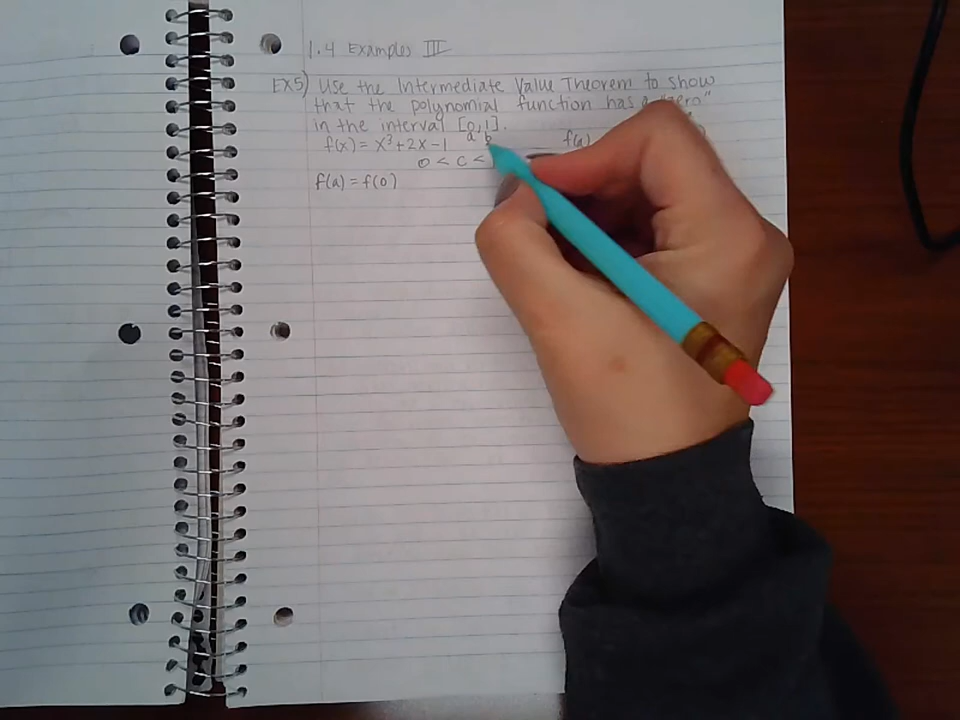 1.4 Examples III
EX5) Use the Intermediate Value Theorem to show
that the polynomial function has a "zero"
in the interval [0,1].
a b
f(x) = x³+2x-1
f(a)
0 < c <
f(a) = f(0)